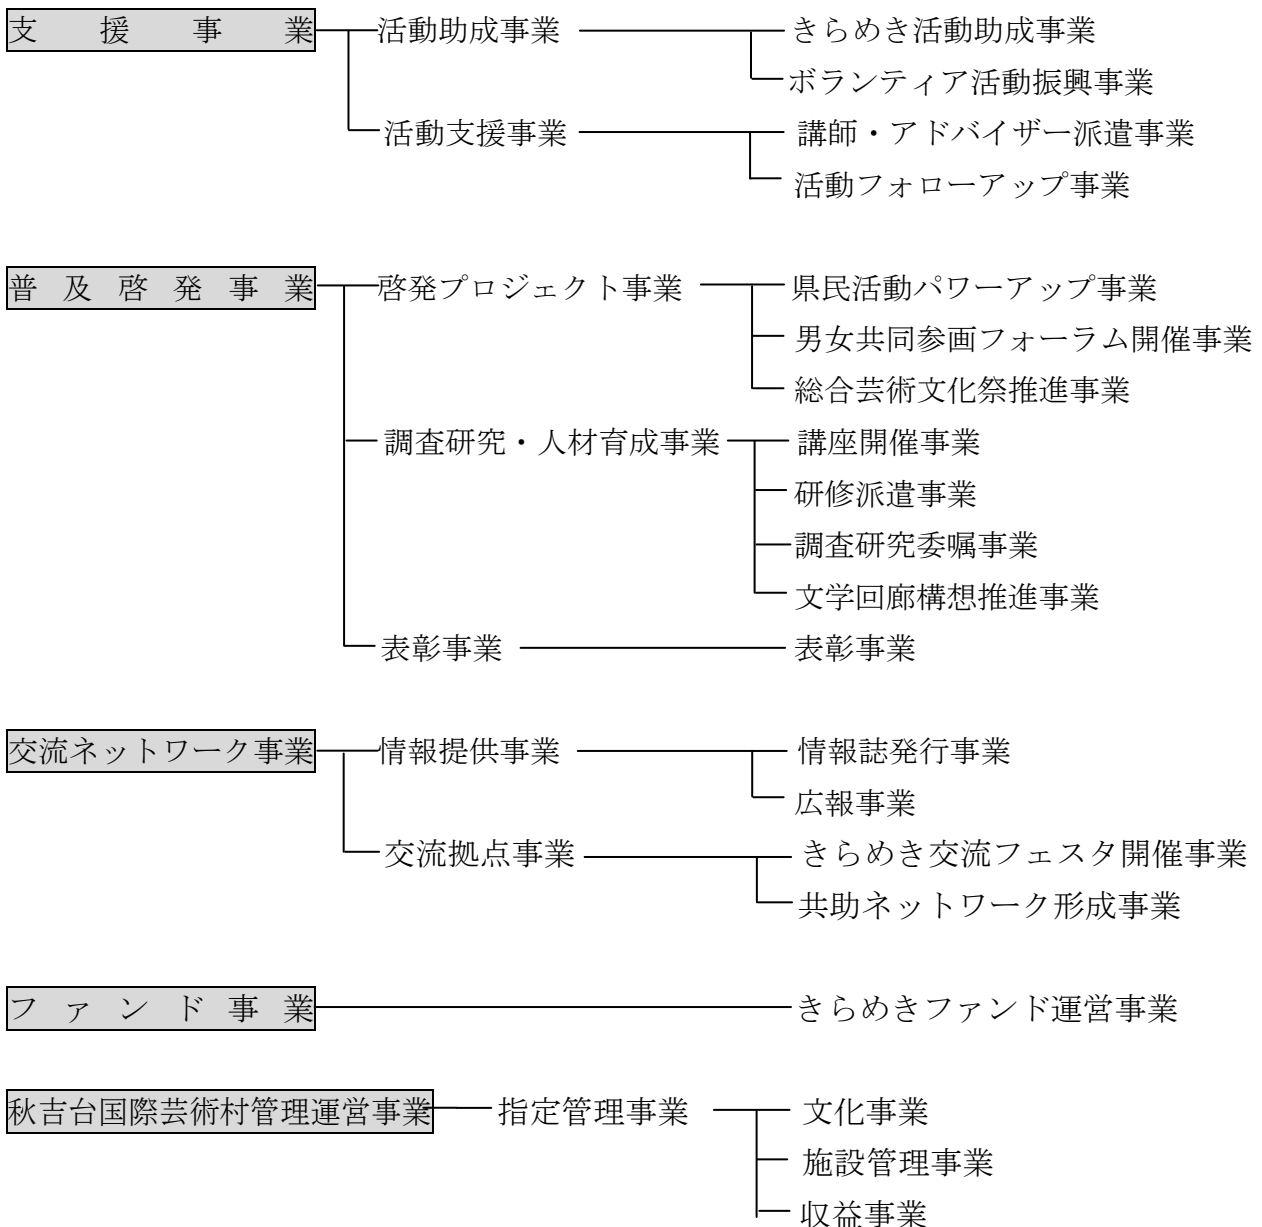 支援事業 活動助成事業 きらめき活動助成事業
ボランティア活動振興事業
活動支援事業 講師・アドバイザー派遣事業
活動フォローアップ事業
普及啓発事業 啓発プロジェクト事業 県民活動パワーアップ事業
男女共同参画フォーラム開催事業
総合芸術文化祭推進事業
調査研究・人材育成事業 講座開催事業
研修派遣事業
調査研究委嘱事業
文学回廊構想推進事業
表彰事業 表彰事業
交流ネットワーク事業 情報提供事業 情報誌発行事業
広報事業
交流拠点事業 きらめき交流フェスタ開催事業
共助ネットワーク形成事業
ファンド事業 きらめきファンド運営事業
秋吉台国際芸術村管理運営事業 指定管理事業 文化事業
施設管理事業
収益事業